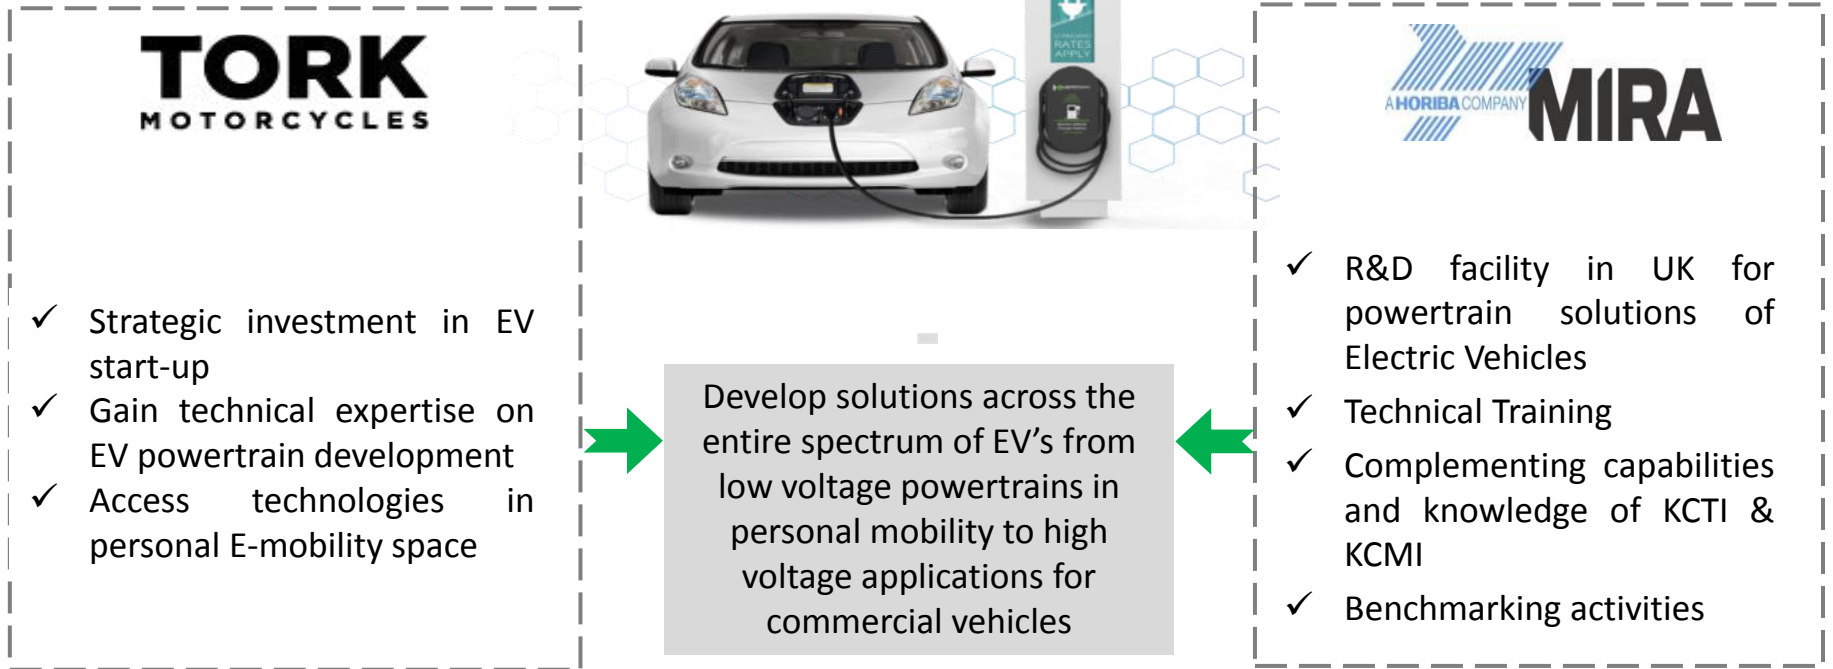 TORK
MOTORCYCLES
Strategic investment in EV
start-up
Gain technical expertise on
EV powertrain development
Access technologies in
personal E-mobility space
RATES
APPLY
Develop solutions across the
entire spectrum of EV’s from
low voltage powertrains in
personal mobility to high
voltage applications for
commercial vehicles
A HORIBA COMPANY
MIRA
R&D facility in UK for
powertrain solutions of
Electric Vehicles
Technical Training
Complementing capabilities
and knowledge of KCTI &
KCMI
Benchmarking activities